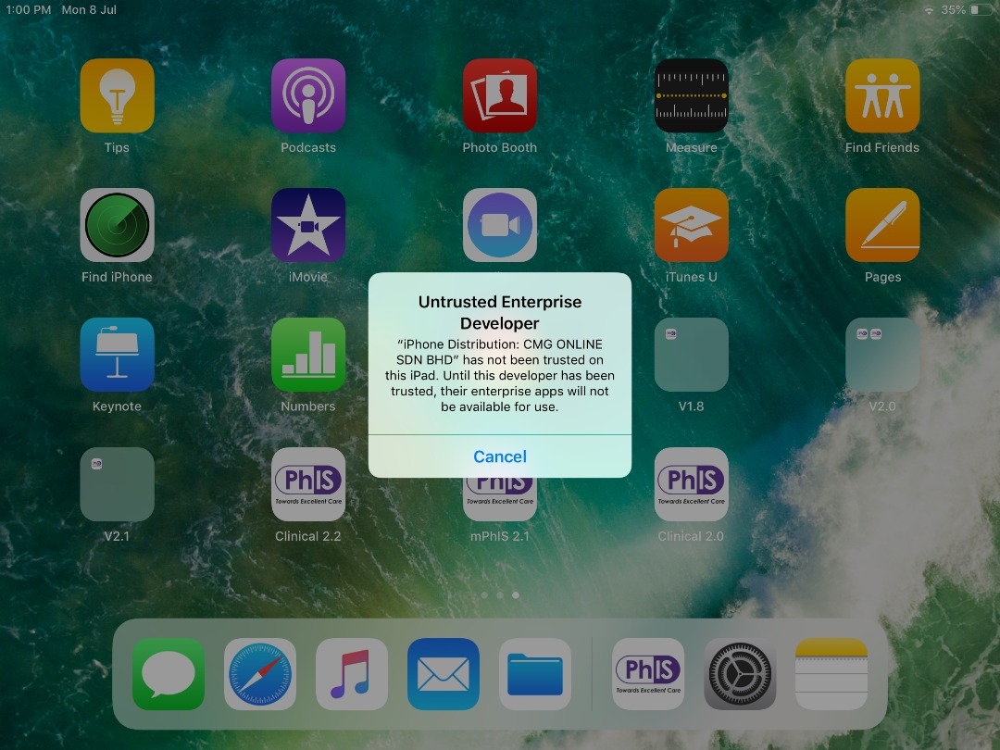 1:00 PM Mon 8 Jul
35%
Tips
Podcasts
Photo Booth
Measure
Find Friends
Find iPhone
iMovie
iTunes U
Pages
Untrusted Enterprise
Developer
“iPhone Distribution: CMG ONLINE
SDN BHD” has not been trusted on
this iPad. Until this developer has been
trusted, their enterprise apps will not
be available for use.
Cancel
Keynote
Numbers
V1.8
V2.0
PhIS
Towards Excellent Care
PhIS
Towards Excellent Care
PhIS
Towards Excellent Care
V2.1
Clinical 2.2
mPhIS 2.1
Clinical 2.0
PhIS
Towards Excellent Care